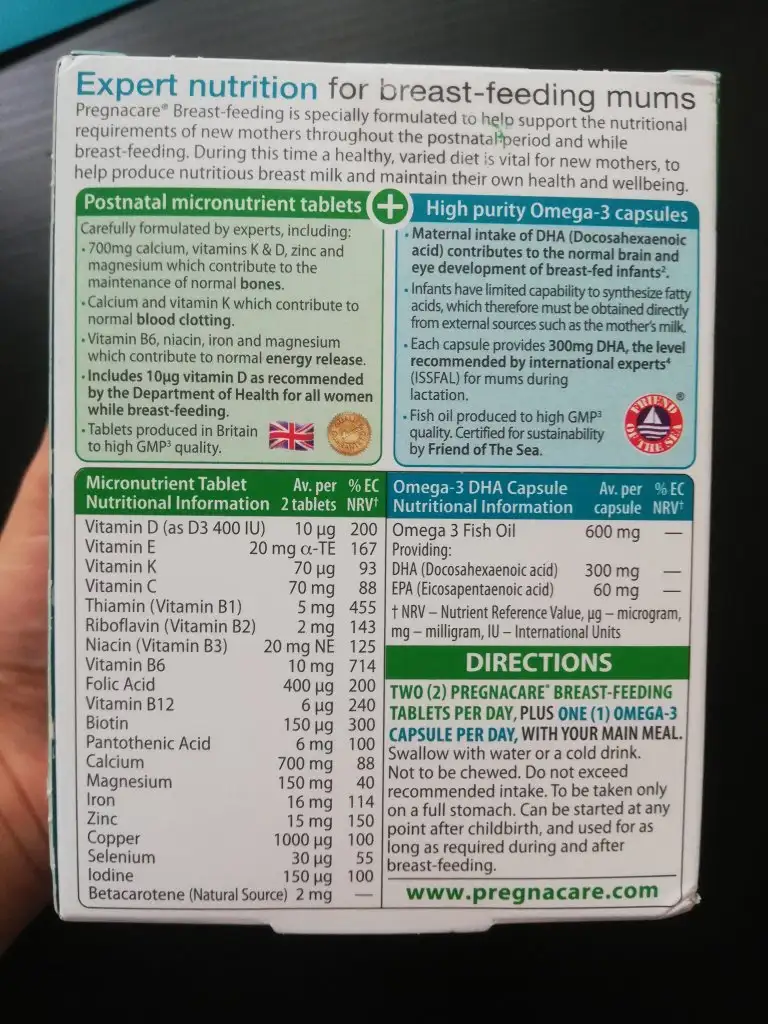 Expert nutrition for breast-feeding mums
Pregnacare® Breast-feeding is specially formulated to help support the nutritional
requirements of new mothers throughout the postnatal period and while
breast-feeding. During this time a healthy, varied diet is vital for new mothers, to
help produce nutritious breast milk and maintain their own health and wellbeing.
Postnatal micronutrient tablets
Carefully formulated by experts, including:
• 700mg calcium, vitamins K & D, zinc and
magnesium which contribute to the
maintenance of normal bones.
• Calcium and vitamin K which contribute to
normal blood clotting.
• Vitamin B6, niacin, iron and magnesium
which contribute to normal energy release.
• Includes 10µg vitamin D as recommended
by the Department of Health for all women
while breast-feeding.
• Tablets produced in Britain
to high GMP³ quality.
+
High purity Omega-3 capsules
• Maternal intake of DHA (Docosahexaenoic
acid) contributes to the normal brain and
eye development of breast-fed infants².
• Infants have limited capability to synthesize fatty
acids, which therefore must be obtained directly
from external sources such as the mother's milk.
• Each capsule provides 300mg DHA, the level
recommended by international experts⁴
(ISSFAL) for mums during
lactation.
• Fish oil produced to high GMP³
quality. Certified for sustainability
by Friend of The Sea.
FRIEND
OF THE SEA
®
Micronutrient Tablet Av. per % EC
Nutritional Information 2 tablets NRV†
Vitamin D (as D3 400 IU) 10 µg 200
Vitamin E 20 mg α-TE 167
Vitamin K 70 µg 93
Vitamin C 70 mg 88
Thiamin (Vitamin B1) 5 mg 455
Riboflavin (Vitamin B2) 2 mg 143
Niacin (Vitamin B3) 20 mg NE 125
Vitamin B6 10 mg 714
Folic Acid 400 µg 200
Vitamin B12 6 µg 240
Biotin 150 µg 300
Pantothenic Acid 6 mg 100
Calcium 700 mg 88
Magnesium 150 mg 40
Iron 16 mg 114
Zinc 15 mg 150
Copper 1000 µg 100
Selenium 30 µg 55
Iodine 150 µg 100
Betacarotene (Natural Source) 2 mg —
Omega-3 DHA Capsule Av. per % EC
Nutritional Information capsule NRV†
Omega 3 Fish Oil 600 mg —
Providing:
DHA (Docosahexaenoic acid) 300 mg —
EPA (Eicosapentaenoic acid) 60 mg —
† NRV – Nutrient Reference Value, µg – microgram,
mg – milligram, IU – International Units
DIRECTIONS
TWO (2) PREGNACARE® BREAST-FEEDING
TABLETS PER DAY, PLUS ONE (1) OMEGA-3
CAPSULE PER DAY, WITH YOUR MAIN MEAL.
Swallow with water or a cold drink.
Not to be chewed. Do not exceed
recommended intake. To be taken only
on a full stomach. Can be started at any
point after childbirth, and used for as
long as required during and after
breast-feeding.
www.pregnacare.com